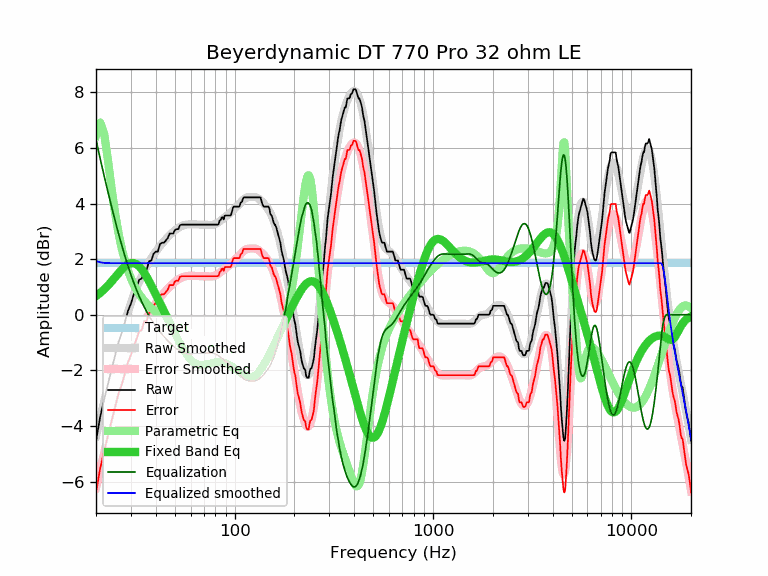 Beyerdynamic DT 770 Pro 32 ohm LE
8
6
4
2
0
−2
−4
−6
Amplitude (dBr)
Target
Raw Smoothed
Error Smoothed
Raw
Error
Parametric Eq
Fixed Band Eq
Equalization
Equalized smoothed
100 1000 10000
Frequency (Hz)